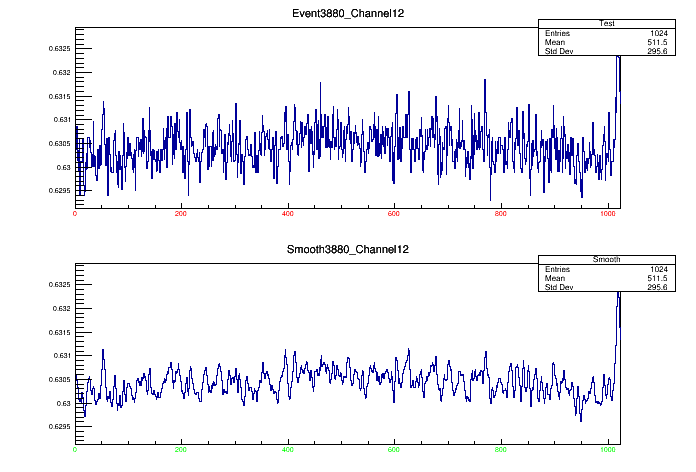 Event3880_Channel12
Test
Entries 1024
Mean 511.5
Std Dev 295.6
0.6325
0.632
0.6315
0.631
0.6305
0.63
0.6295
0 200 400 600 800 1000
Smooth3880_Channel12
Smooth
Entries 1024
Mean 511.5
Std Dev 295.6
0.6325
0.632
0.6315
0.631
0.6305
0.63
0.6295
0 200 400 600 800 1000